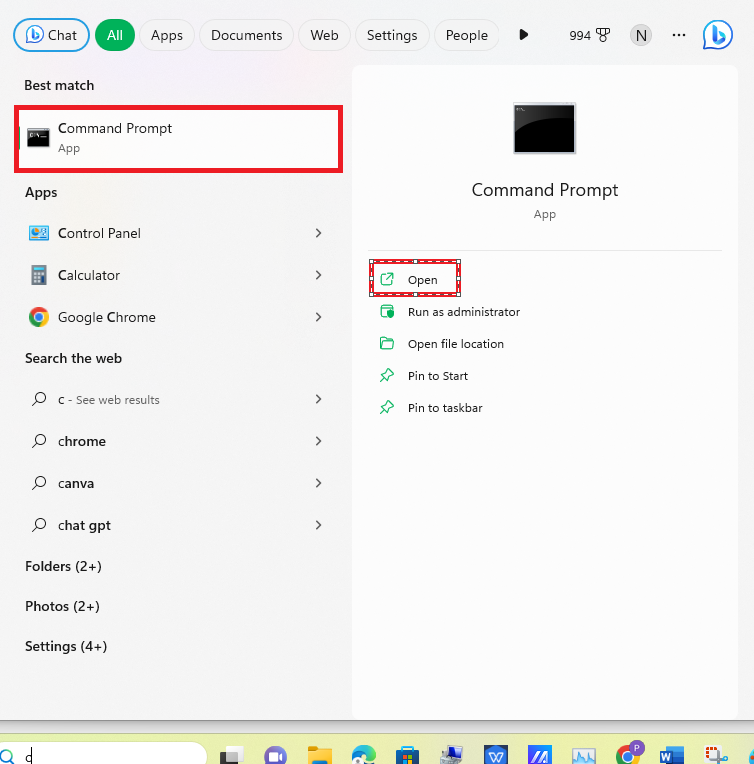 Chat All Apps Documents Web Settings People 994 N
Best match
Command Prompt
App
Apps
Control Panel
Calculator
Google Chrome
Search the web
c - See web results
chrome
canva
chat gpt
Folders (2+)
Photos (2+)
Settings (4+)
Command Prompt
App
Open
Run as administrator
Open file location
Pin to Start
Pin to taskbar
c
P
W